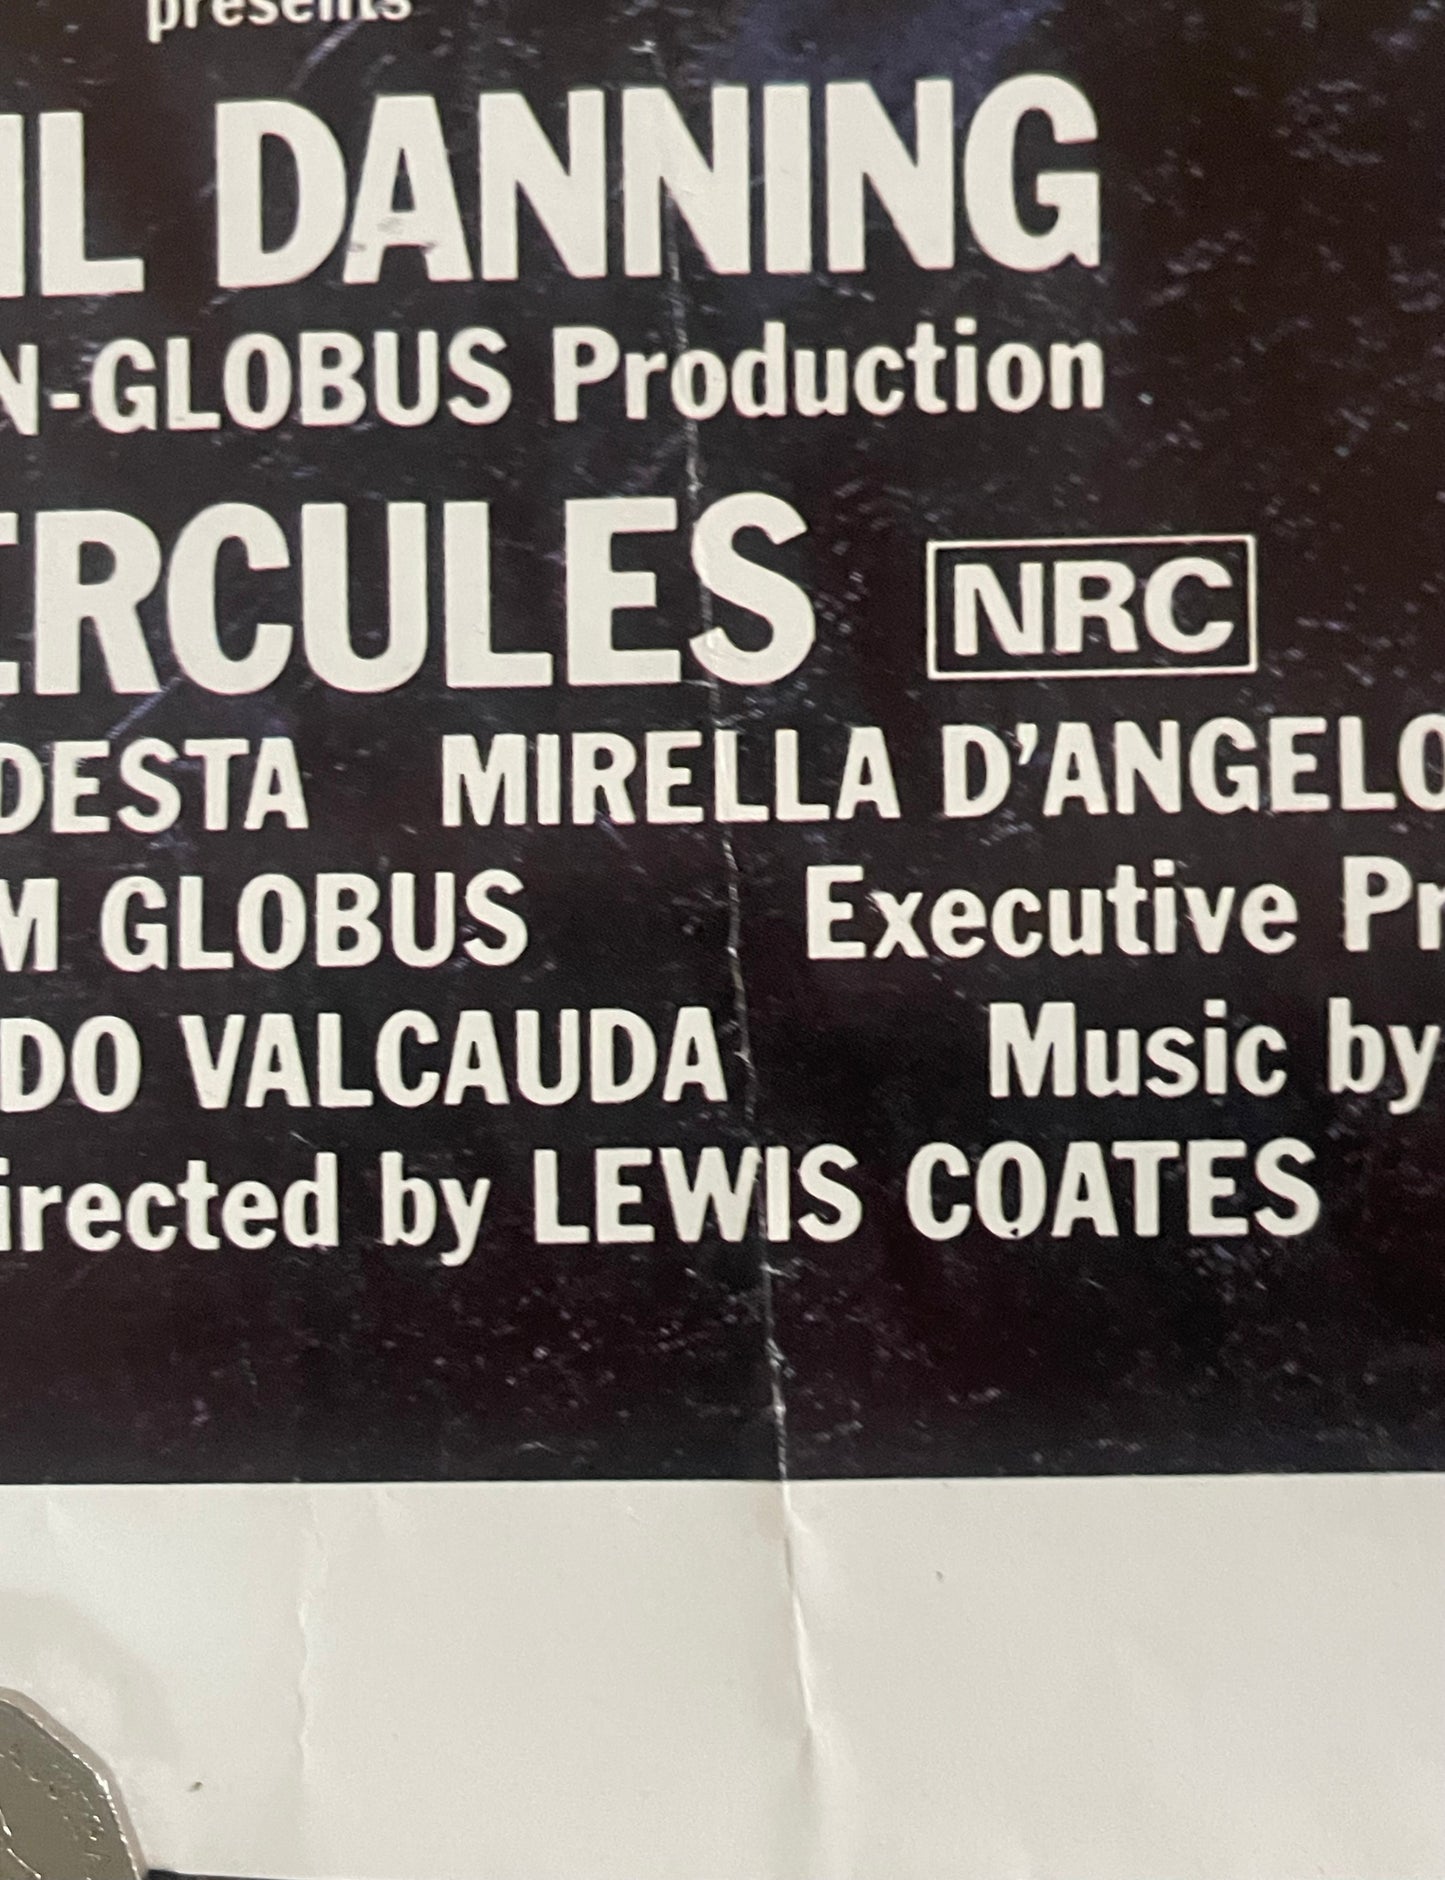 presents
IL DANNING
N-GLOBUS Production
ERCULES NRC
DESTA MIRELLA D'ANGELO
M GLOBUS Executive Pr
DO VALCAUDA Music by
irected by LEWIS COATES